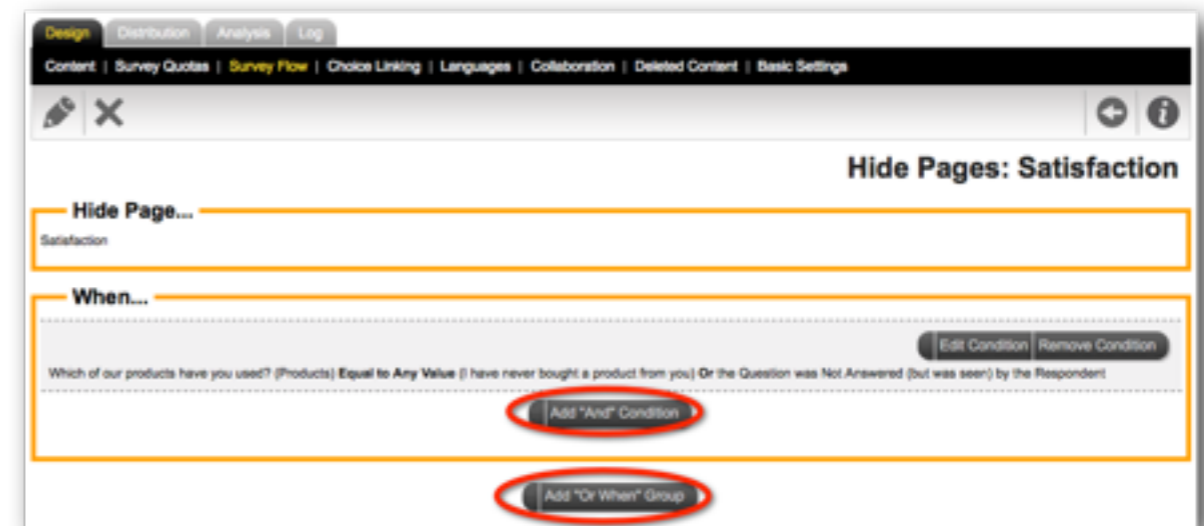 Design Distribution Analysis Log
Content | Survey Quotas | Survey Flow | Choice Linking | Languages | Collaboration | Deleted Content | Basic Settings
Hide Pages: Satisfaction
Hide Page...
Satisfaction
When...
Edit Condition Remove Condition
Which of our products have you used? (Products) Equal to Any Value (I have never bought a product from you) Or the Question was Not Answered (but was seen) by the Respondent
Add "And" Condition
Add "Or When" Group